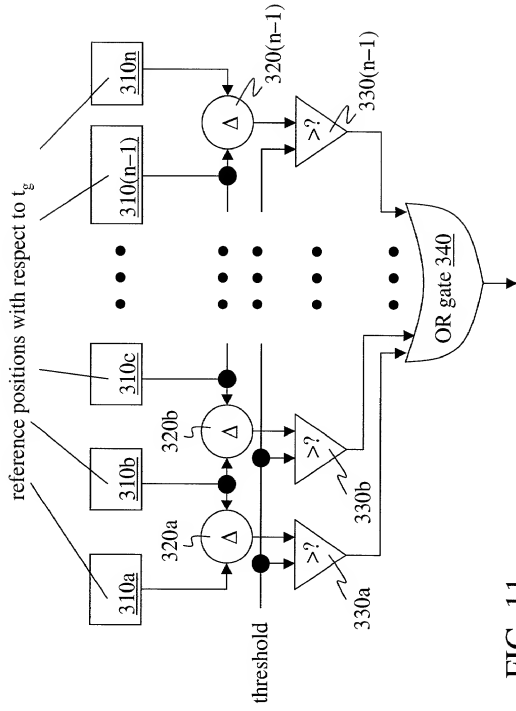 reference positions with respect to t_g
310a
310b
310c
310(n–1)
310n
320a
Δ
320b
Δ
Δ
320(n–1)
threshold
>?
330a
>?
330b
>?
330(n–1)
OR gate 340
FIG. 11